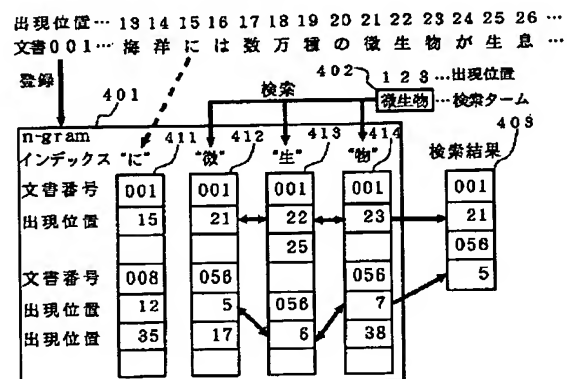 出現位置 … 13 14 15 16 17 18 19 20 21 22 23 24 25 26 …
文書001 … 海 洋 に は 数 万 種 の 微 生 物 が 生 息 …
登録 401 検索 402 1 2 3 …出現位置
微生物 …検索ターム
n-gram 411 412 413 414 403
インデックス "に" "微" "生" "物" 検索結果
文書番号 001 001 001 001 001
出現位置 15 21 22 23 21
25 056
文書番号 008 056 056 5
出現位置 12 5 056 7
出現位置 35 17 6 38